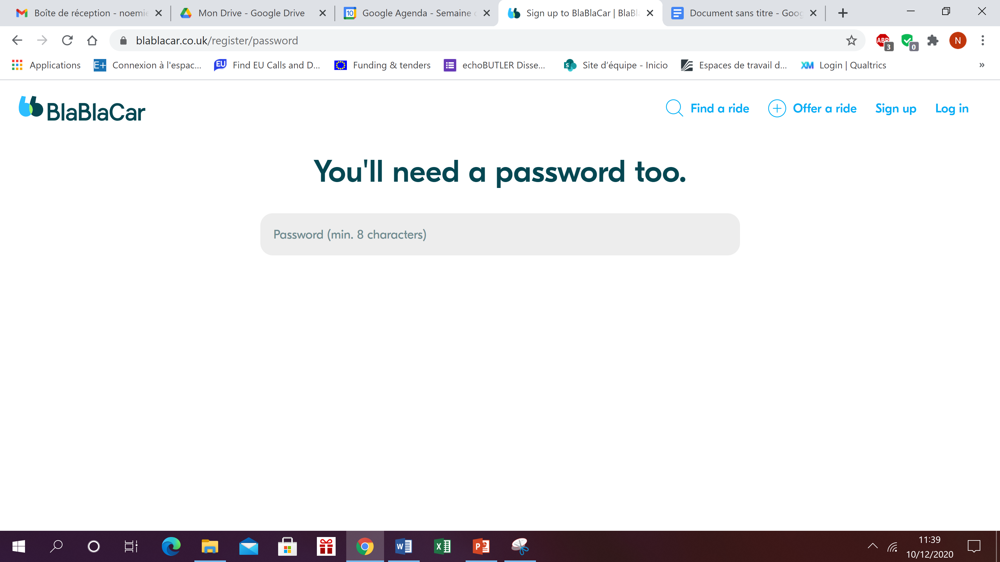 Boîte de réception - noemie
Mon Drive - Google Drive
Google Agenda - Semaine
Sign up to BlaBlaCar | BlaBla
Document sans titre - Goog
blablacar.co.uk/register/password
ABP
3
0
N
Applications
E+ Connexion à l'espac...
EU Find EU Calls and D...
Funding & tenders
echoBUTLER Disse...
S Site d'équipe - Inicio
Espaces de travail d...
XM Login | Qualtrics
»
BlaBlaCar
Find a ride
Offer a ride
Sign up
Log in
You'll need a password too.
Password (min. 8 characters)
11:39
10/12/2020